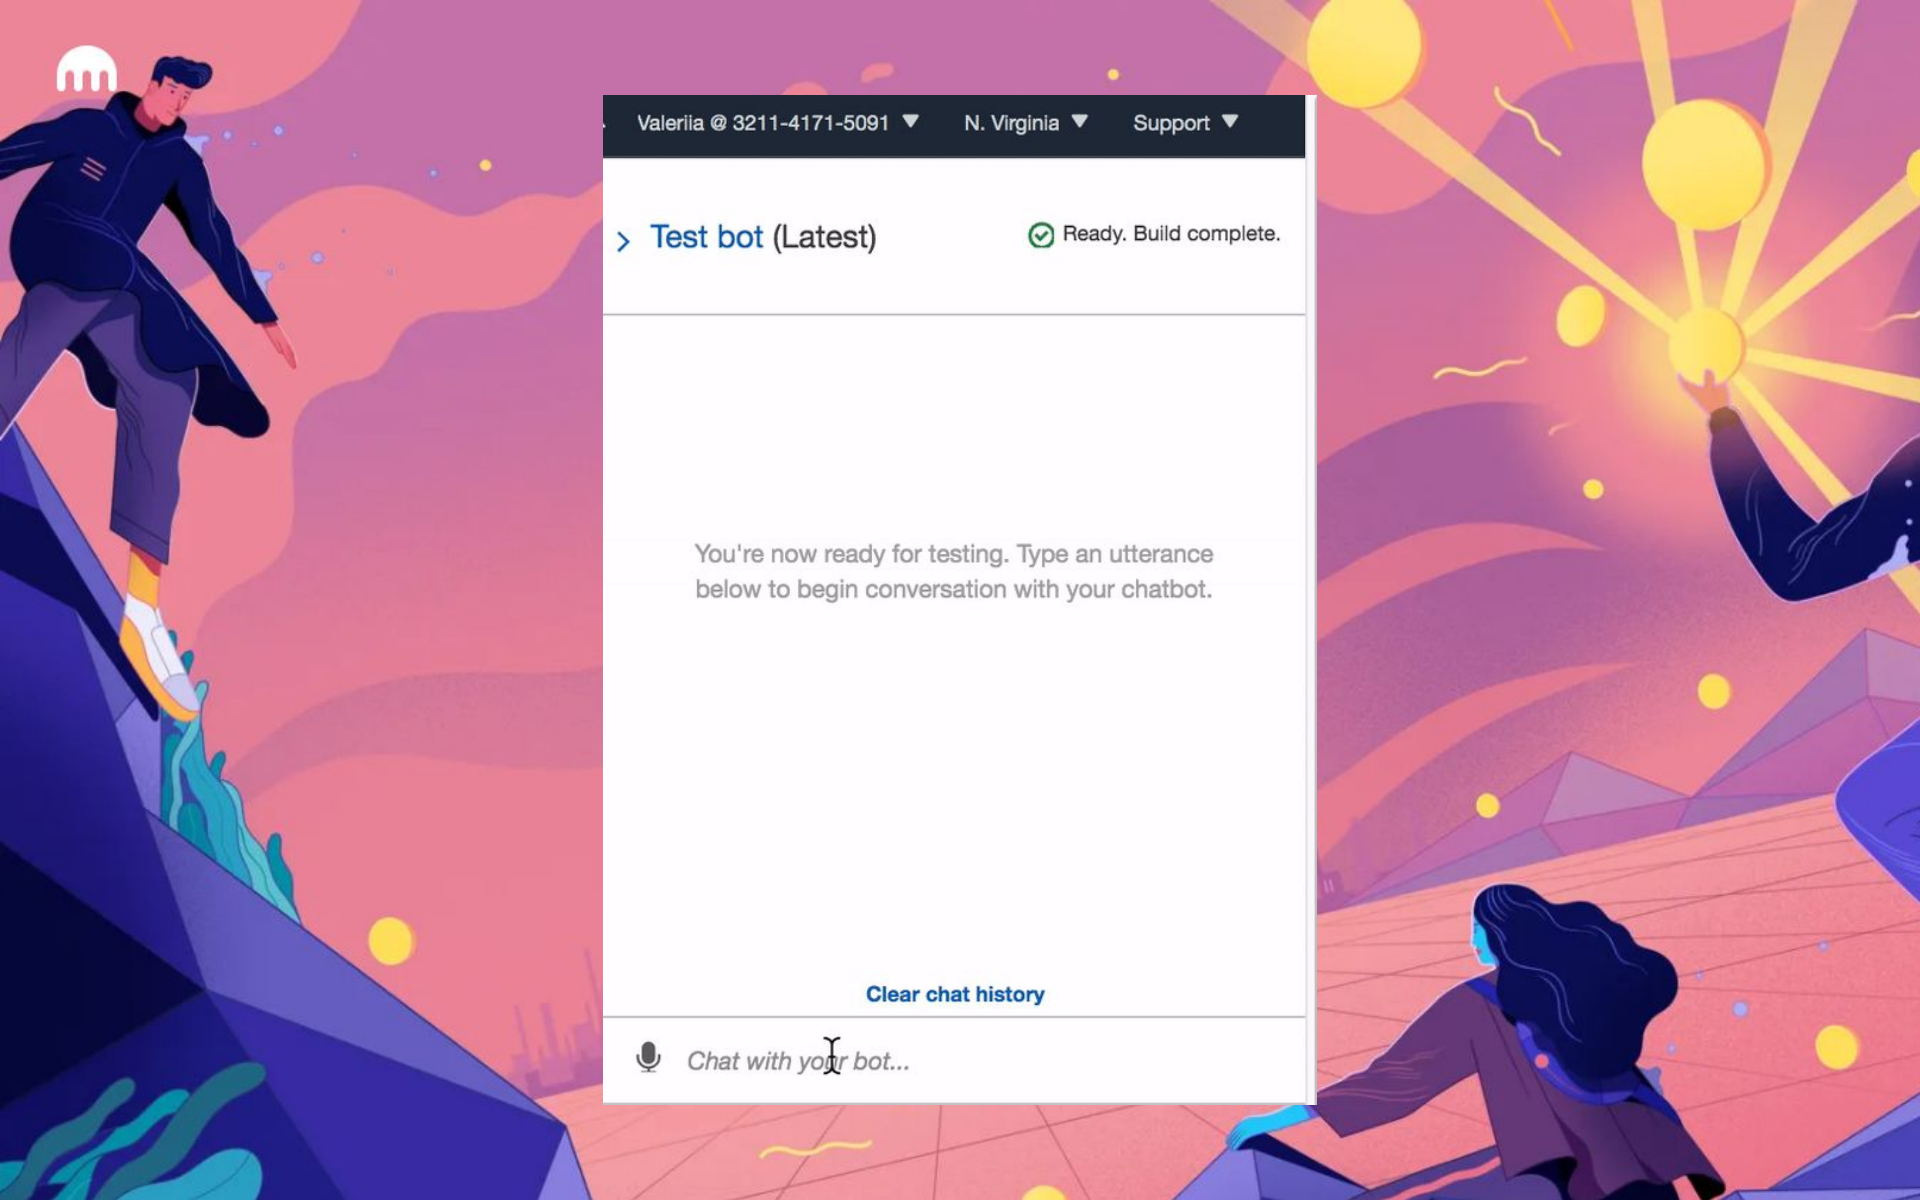 Valeriia @ 3211-4171-5091 N. Virginia Support
Test bot (Latest) Ready. Build complete.
You're now ready for testing. Type an utterance
below to begin conversation with your chatbot.
Clear chat history
Chat with your bot...